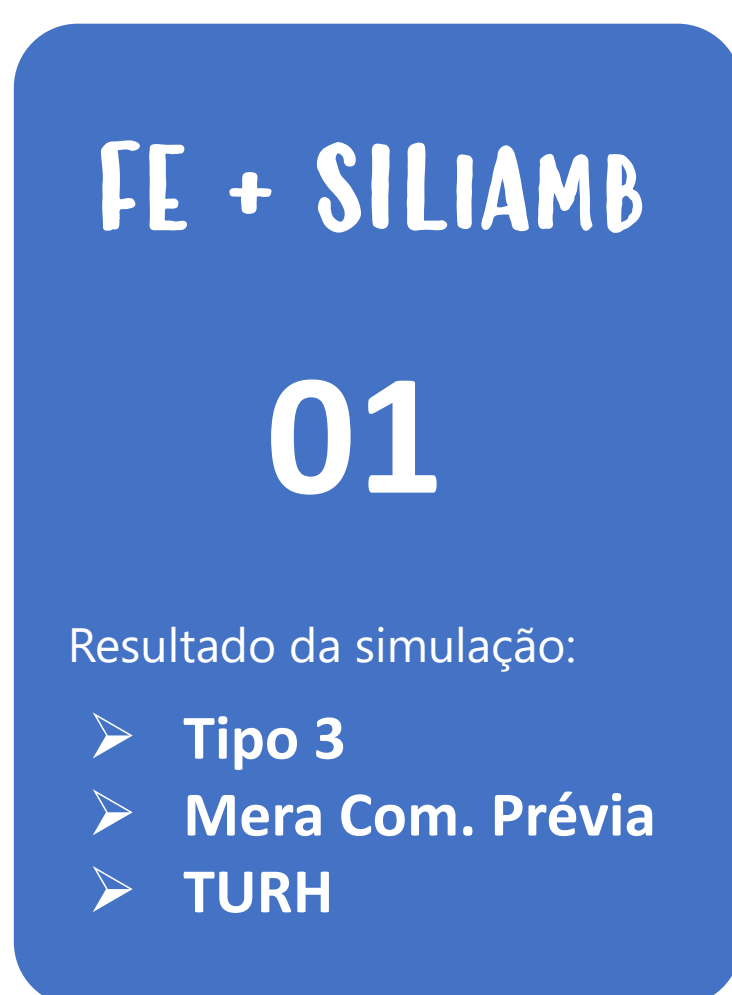 FE + SILIAMB
01
Resultado da simulação:
➢ Tipo 3
➢ Mera Com. Prévia
➢ TURH